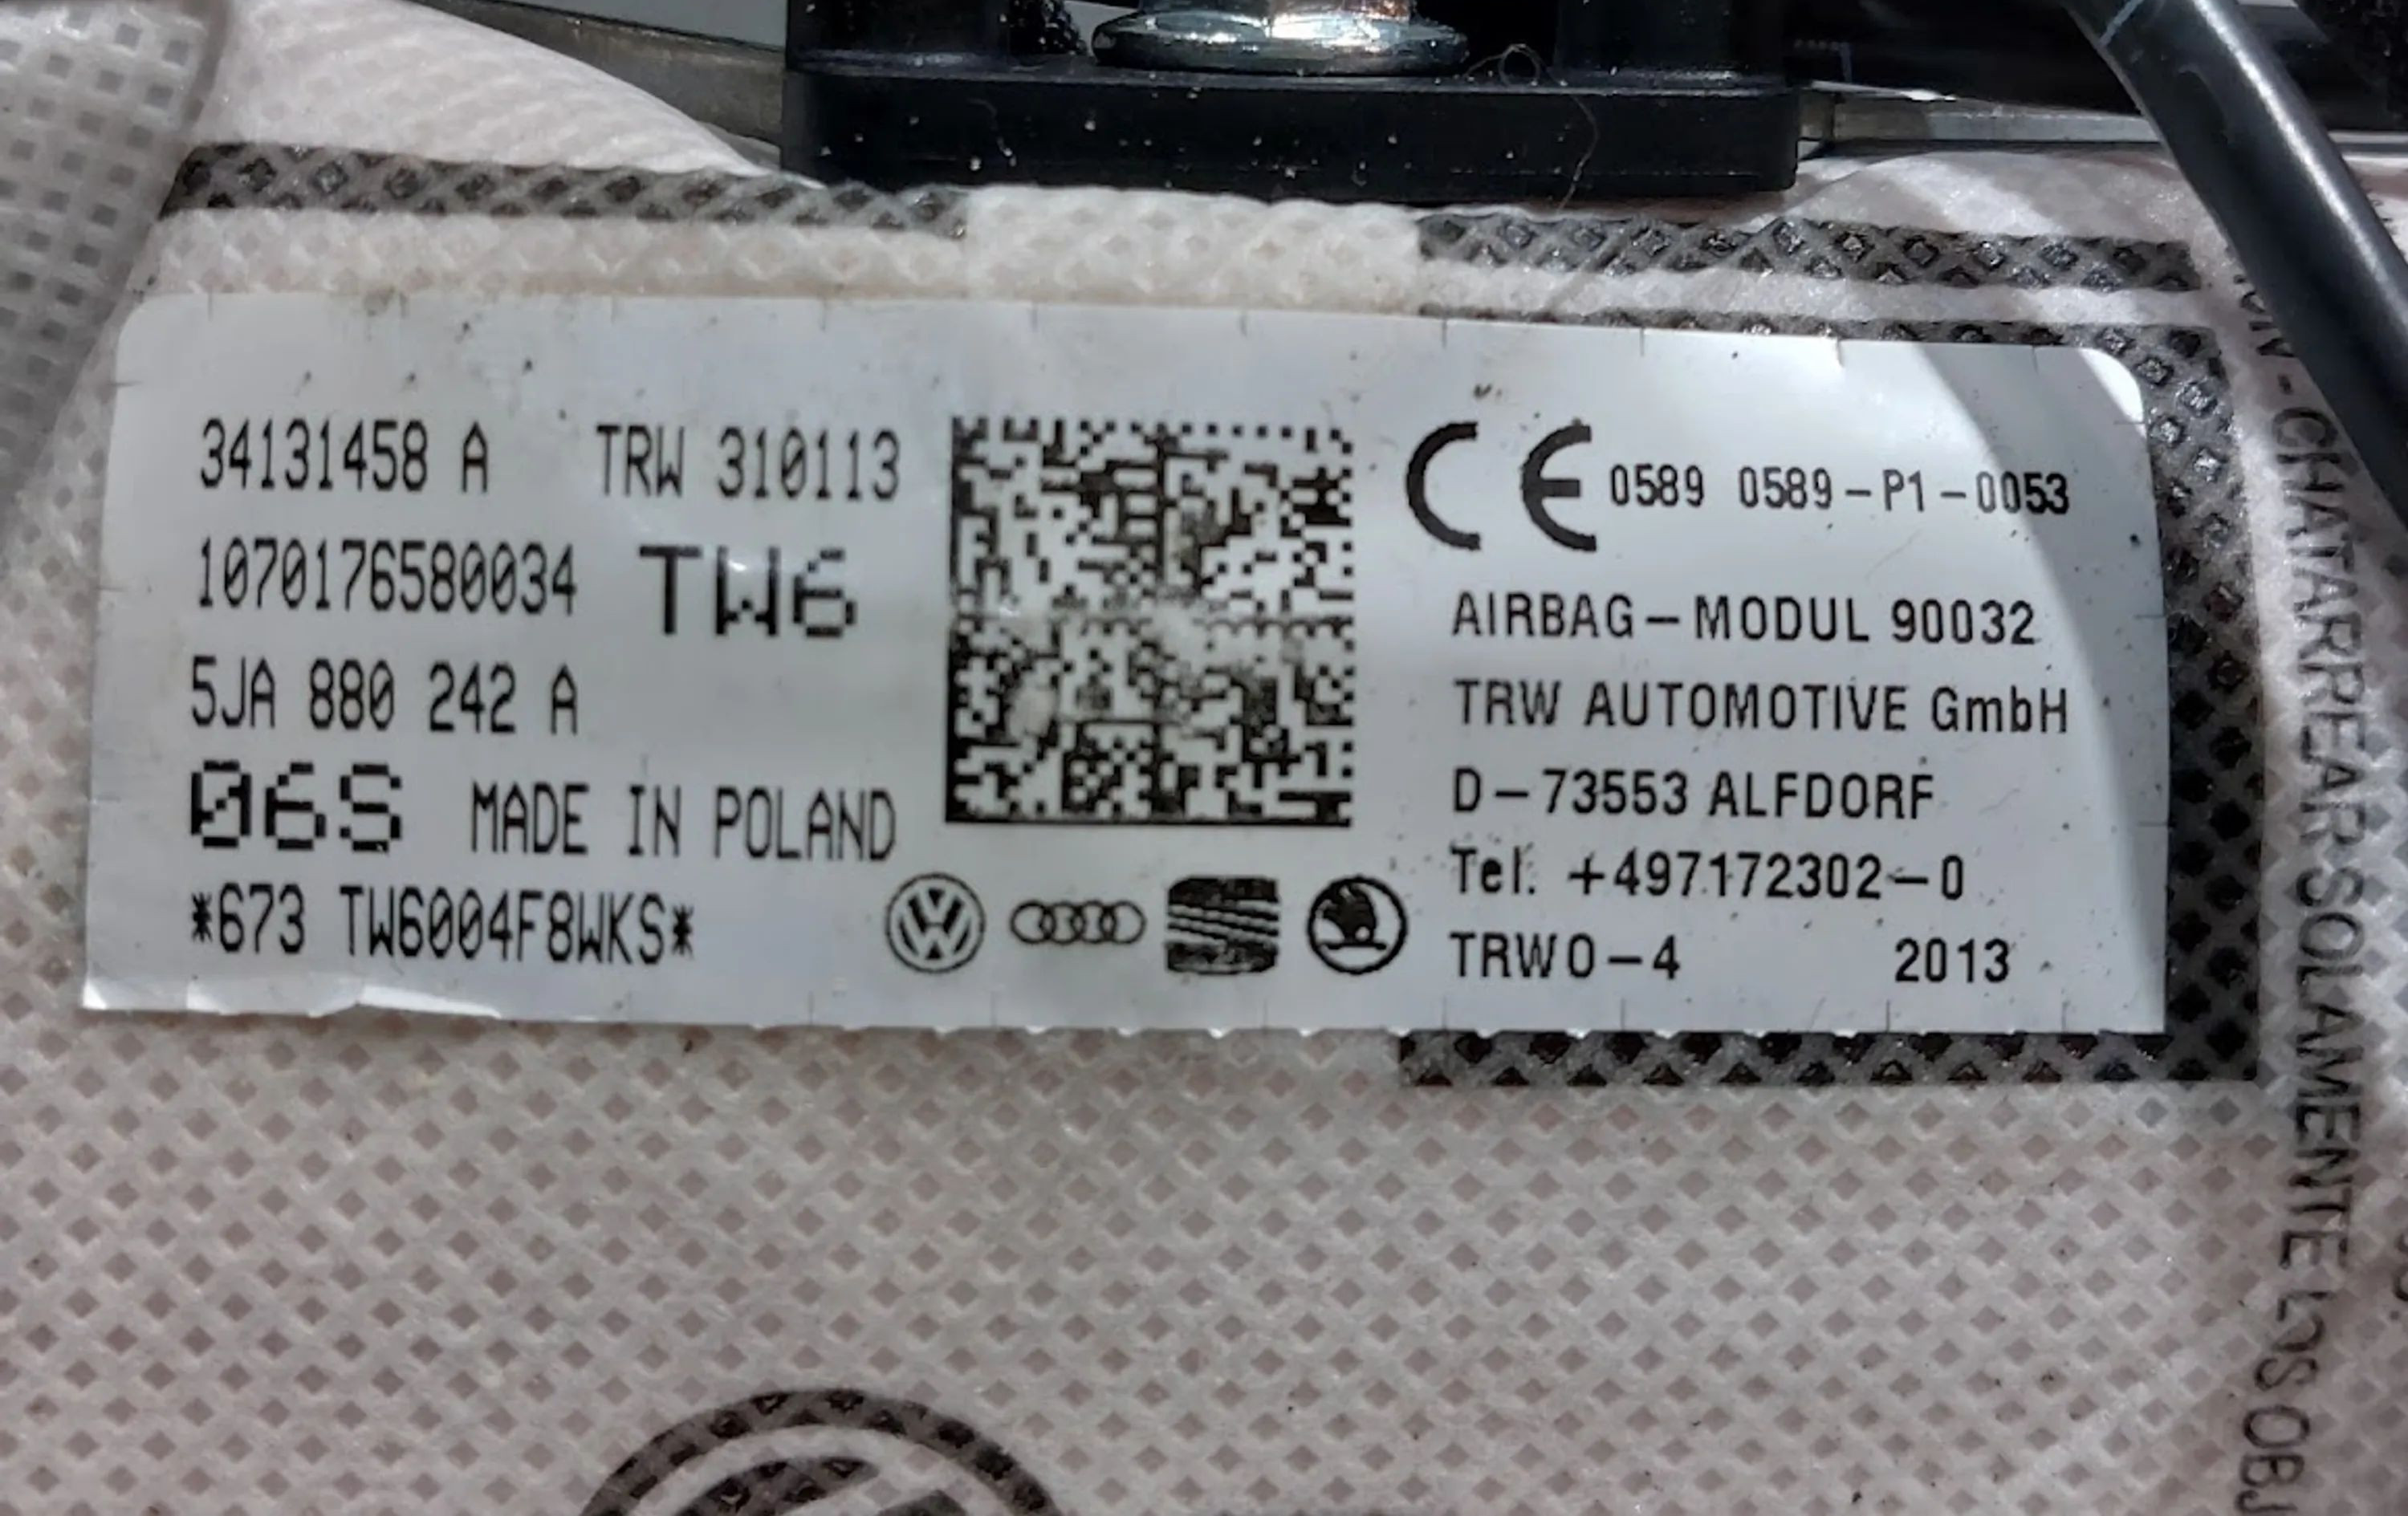 34131458 A TRW 310113
1070176580034 TW6
5JA 880 242 A
06S MADE IN POLAND
*673 TW6004F8WKS*
CE 0589 0589-P1-0053
AIRBAG-MODUL 90032
TRW AUTOMOTIVE GmbH
D-73553 ALFDORF
Tel. +497172302-0
TRWO-4 2013
CHATARREAR SOLAMENTE LOS OBJ